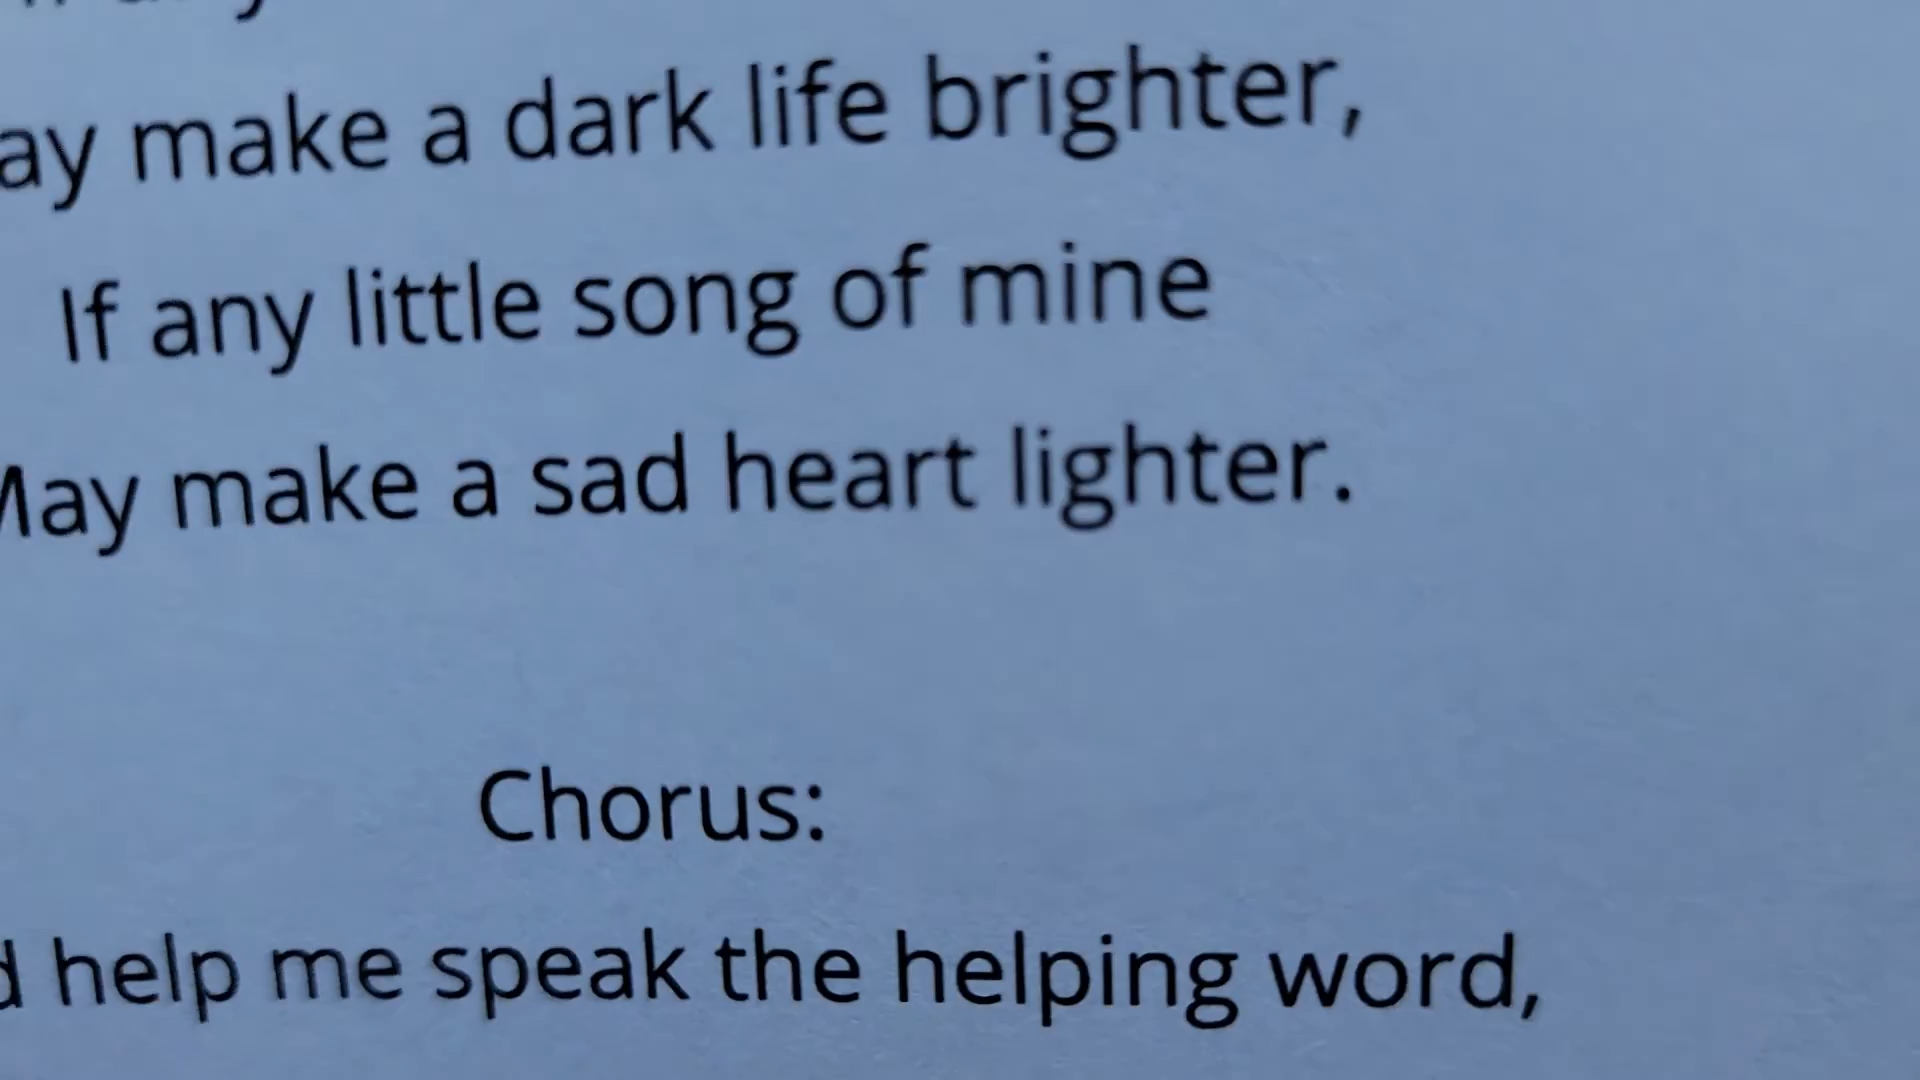 ay make a dark life brighter,
If any little song of mine
May make a sad heart lighter.
Chorus:
help me speak the helping word,